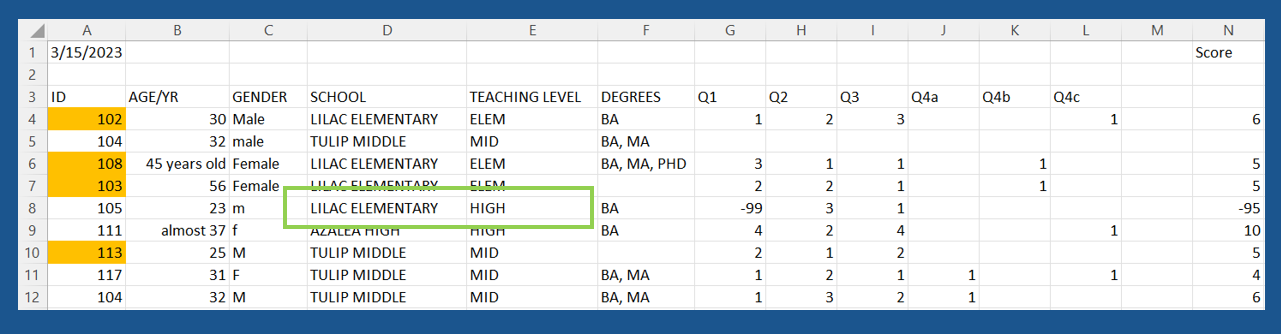 A B C D E F G H I J K L M N
1 3/15/2023 Score
2
3 ID AGE/YR GENDER SCHOOL TEACHING LEVEL DEGREES Q1 Q2 Q3 Q4a Q4b Q4c
4 102 30 Male LILAC ELEMENTARY ELEM BA 1 2 3 1 6
5 104 32 male TULIP MIDDLE MID BA, MA
6 108 45 years old Female LILAC ELEMENTARY ELEM BA, MA, PHD 3 1 1 1 5
7 103 56 Female LILAC ELEMENTARY ELEM 2 2 1 1 5
8 105 23 m LILAC ELEMENTARY HIGH BA -99 3 1 -95
9 111 almost 37 f AZALEA HIGH HIGH BA 4 2 4 1 10
10 113 25 M TULIP MIDDLE MID 2 1 2 5
11 117 31 F TULIP MIDDLE MID BA, MA 1 2 1 1 1 4
12 104 32 M TULIP MIDDLE MID BA, MA 1 3 2 1 6